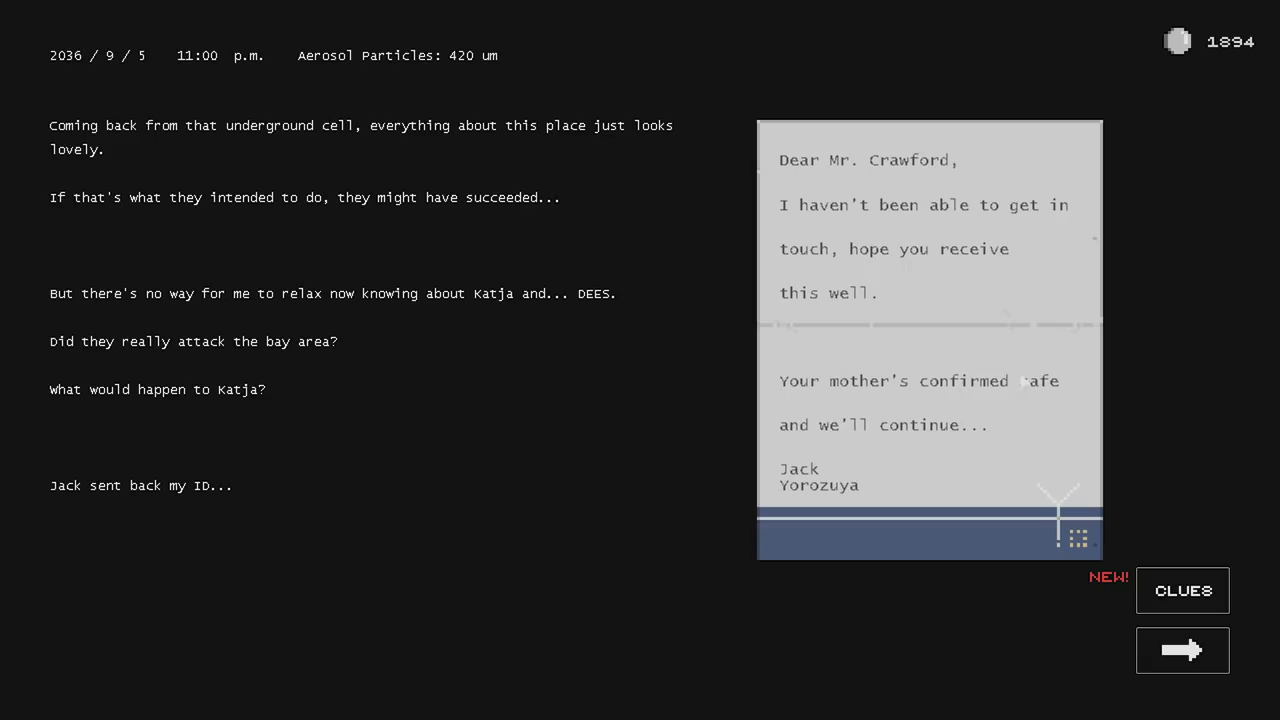 2036 / 9 / 5 11:00 p.m. Aerosol Particles: 420 um
1894
Coming back from that underground cell, everything about this place just looks
lovely.
If that's what they intended to do, they might have succeeded...
But there's no way for me to relax now knowing about Katja and... DEES.
Did they really attack the bay area?
What would happen to Katja?
Jack sent back my ID...
Dear Mr. Crawford,
I haven't been able to get in
touch, hope you receive
this well.
Your mother's confirmed safe
and we'll continue...
Jack
Yorozuya
NEW!
CLUES